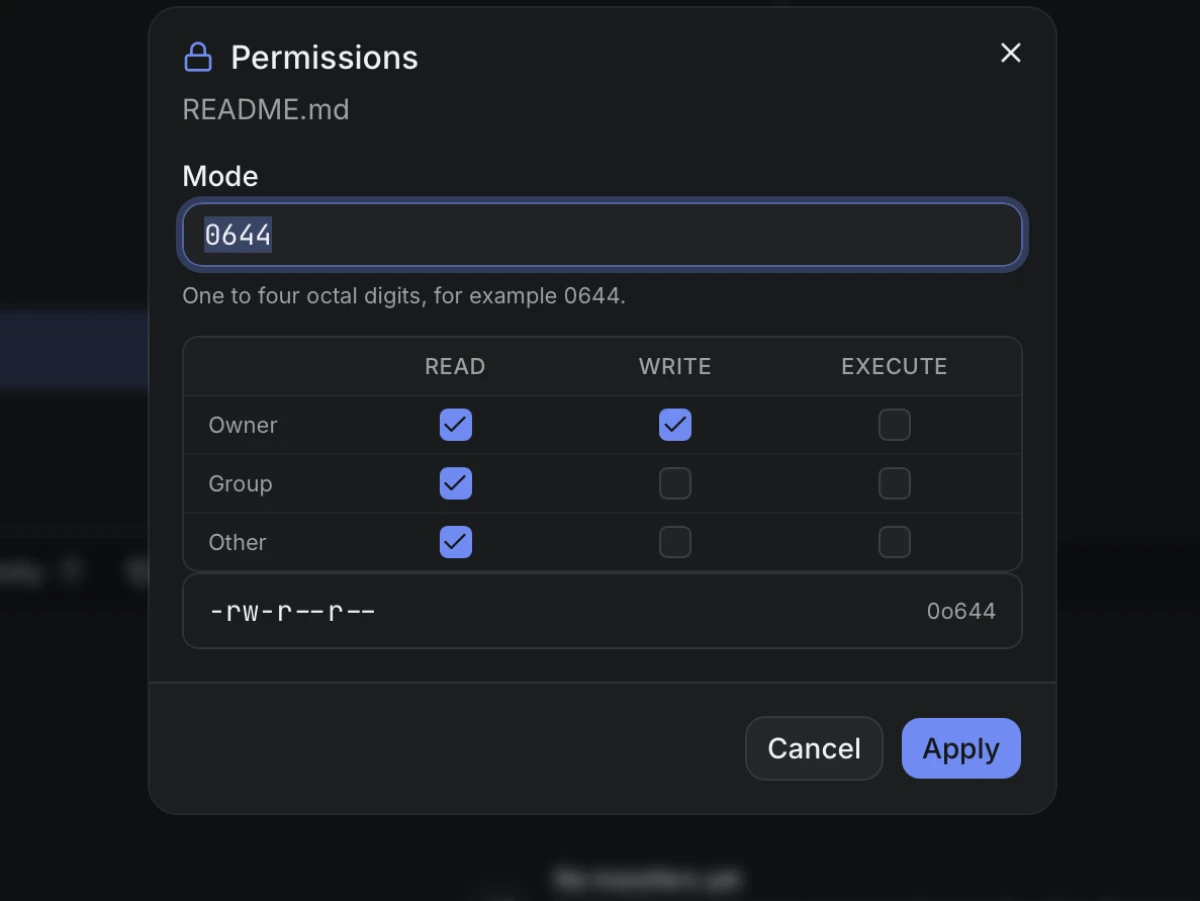 Permissions
README.md
Mode
0644
One to four octal digits, for example 0644.
READ WRITE EXECUTE
Owner
Group
Other
-rw-r--r-- 0o644
Cancel Apply